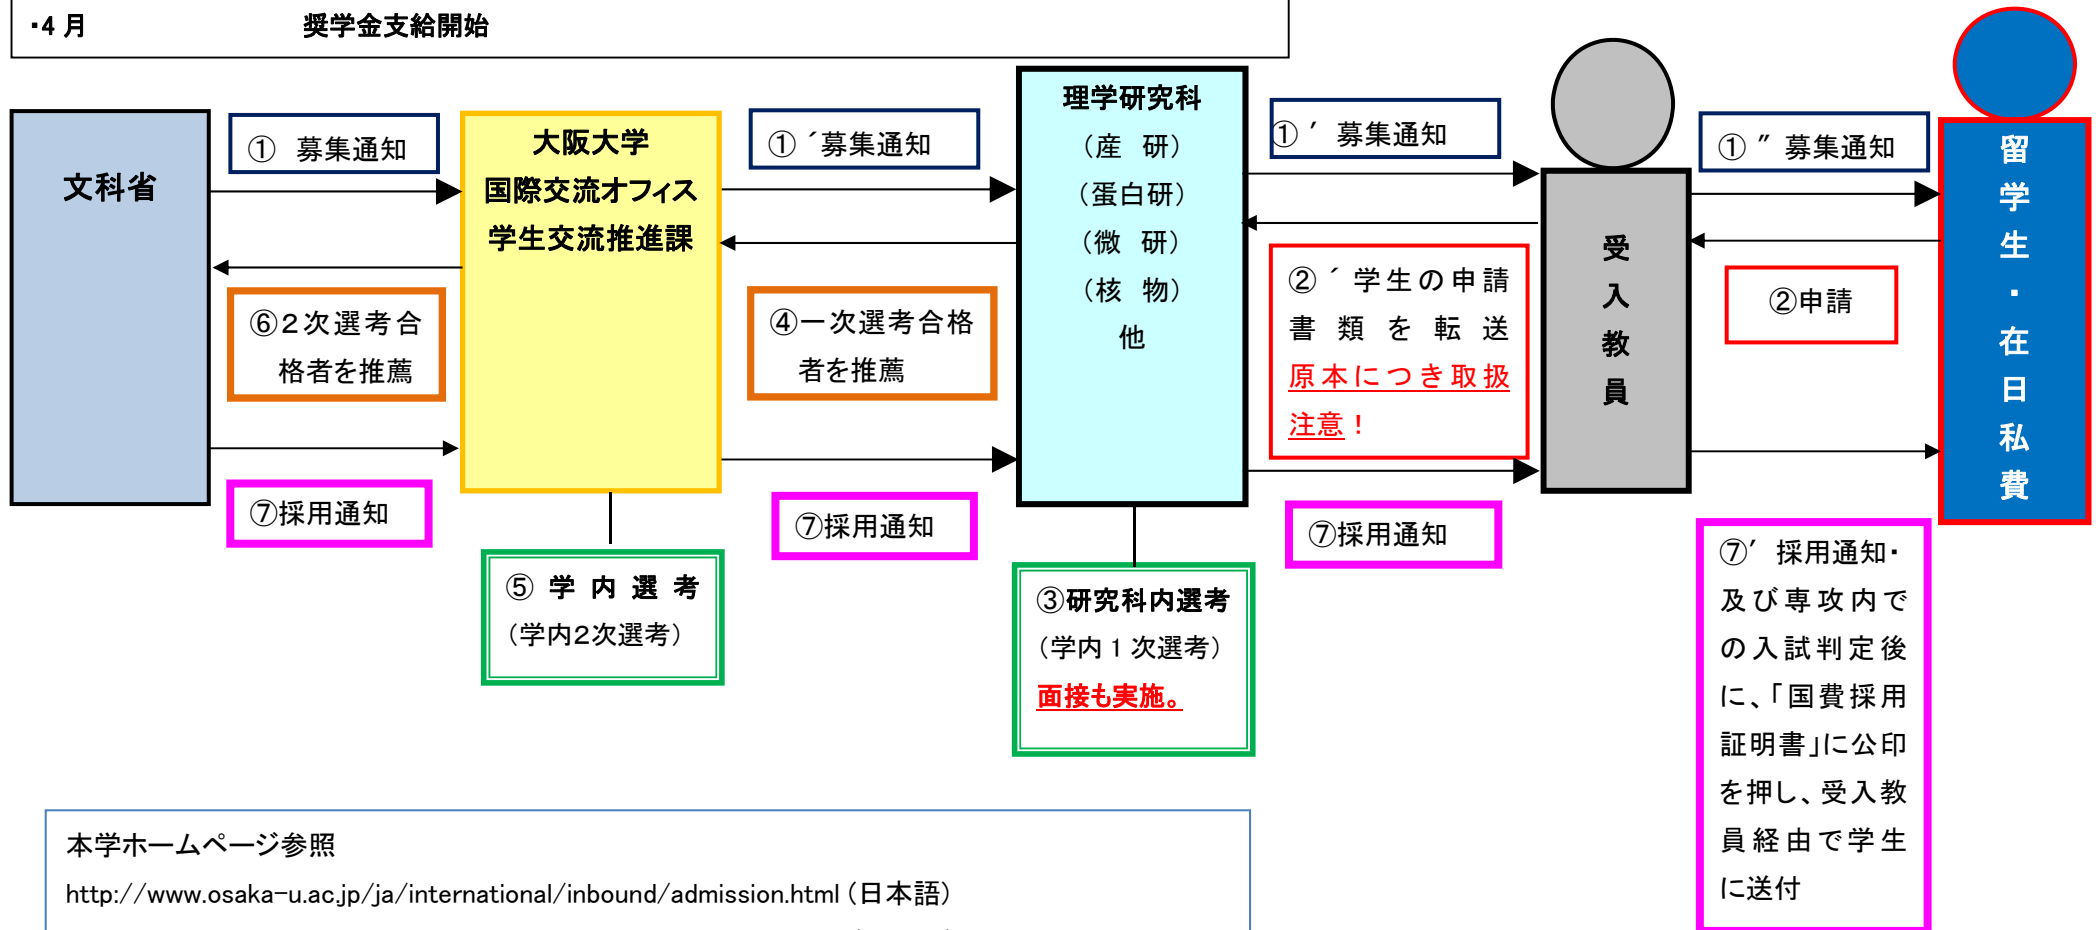 ・4月　奨学金支給開始
文科省
① 募集通知
⑥２次選考合
格者を推薦
⑦採用通知
大阪大学
国際交流オフィス
学生交流推進課
⑤ 学 内 選 考
（学内２次選考）
①´募集通知
④一次選考合格
者を推薦
⑦採用通知
理学研究科
（産　研）
（蛋白研）
（微　研）
（核　物）
他
③研究科内選考
（学内１次選考）
面接も実施。
①′募集通知
②´学生の申請
書類を転送
原本につき取扱
注意！
⑦採用通知
受入教員
①″募集通知
②申請
⑦′採用通知・
及び専攻内で
の入試判定後
に、「国費採用
証明書」に公印
を押し、受入教
員経由で学生
に送付
留学生・在日私費
本学ホームページ参照
http://www.osaka-u.ac.jp/ja/international/inbound/admission.html（日本語）